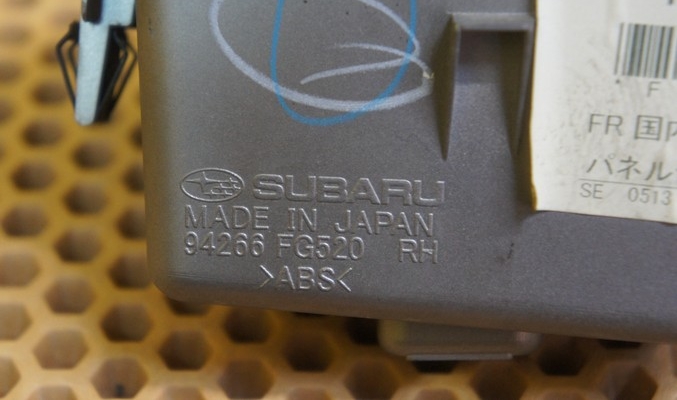 SUBARU
MADE IN JAPAN
94266 FG520 RH
>ABS<
F
FR 国内
パネル
SE 0513